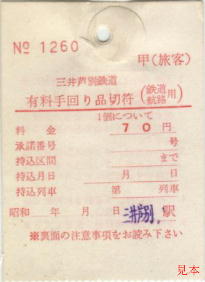 № 1260
甲(旅客)
三井芦別鉄道
有料手回り品切符(鉄道航路用)
1個について
料金 70円
承諾番号 号
持込区間 まで
持込月日 月 日
持込列車 第 列車
昭和 年 月 日 三井芦別 駅
※裏面の注意事項をお読み下さい
見本